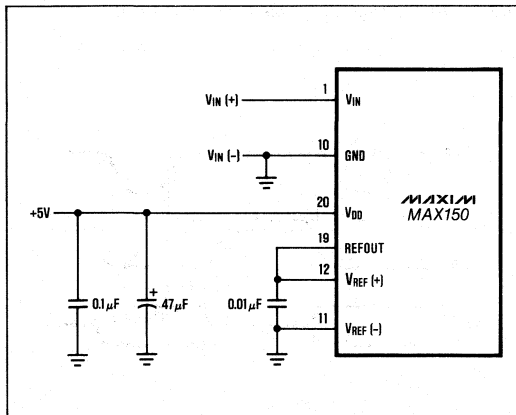 1
VIN (+)
VIN
VIN (-)
10
GND
MAXIM
MAX150
+5V
20
VDD
19
REFOUT
12
VREF (+)
0.1µF
+
47µF
0.01µF
11
VREF (-)